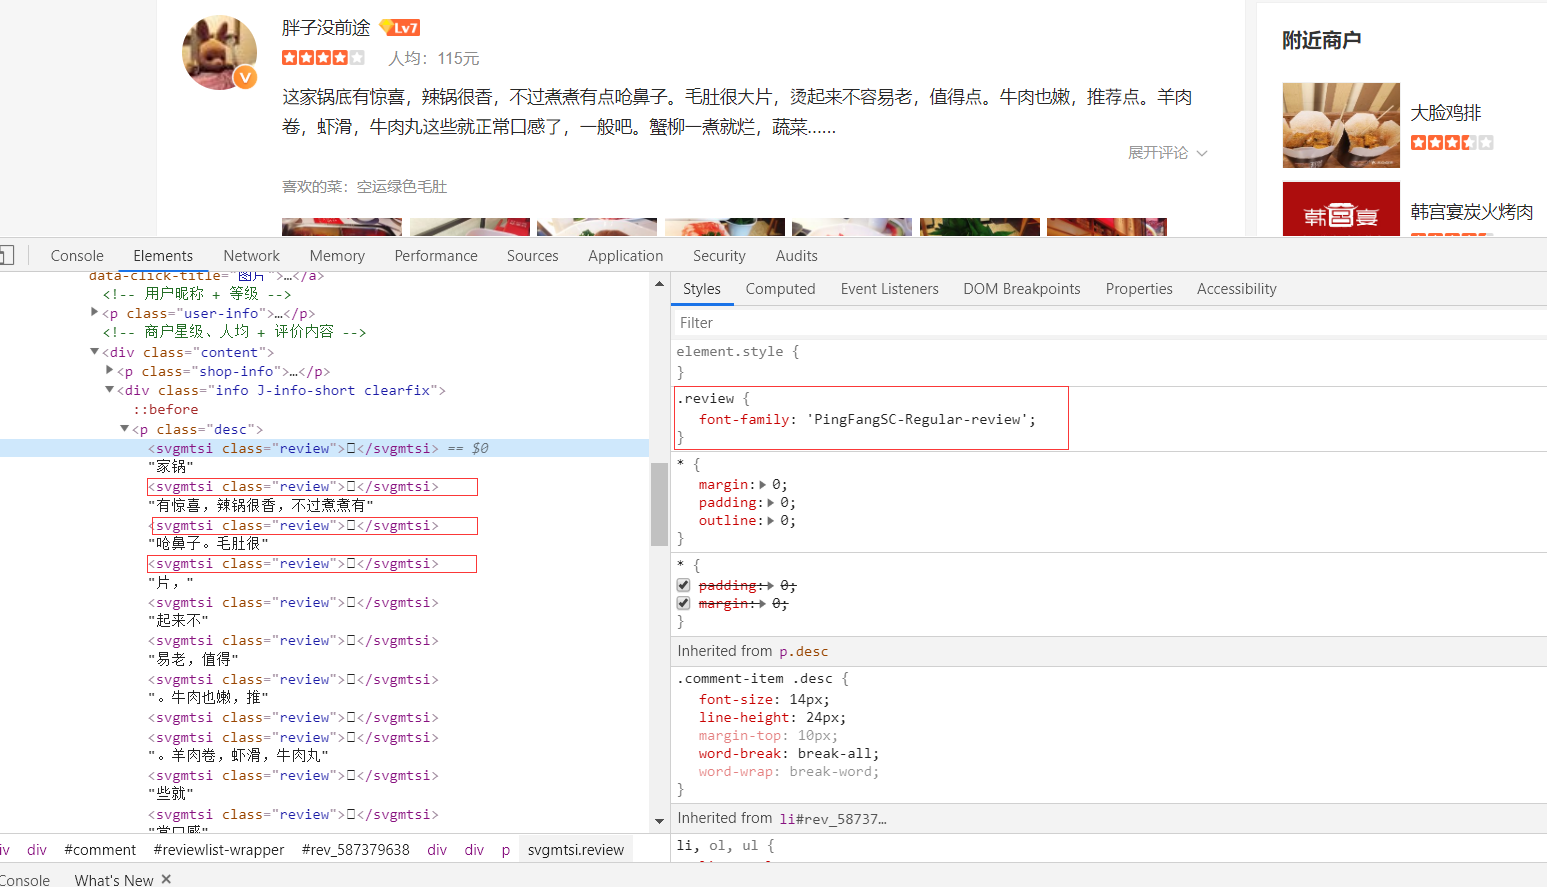 胖子没前途 Lv7
人均：115元
V
这家锅底有惊喜，辣锅很香，不过煮煮有点呛鼻子。毛肚很大片，烫起来不容易老，值得点。牛肉也嫩，推荐点。羊肉
卷，虾滑，牛肉丸这些就正常口感了，一般吧。蟹柳一煮就烂，蔬菜......
展开评论
喜欢的菜：空运绿色毛肚
附近商户
大脸鸡排
韩宫宴
韩宫宴炭火烤肉
Console Elements Network Memory Performance Sources Application Security Audits
data-click-title="图片">…</a>
<!-- 用户昵称 + 等级 -->
<p class="user-info">…</p>
<!-- 商户星级、人均 + 评价内容 -->
<div class="content">
<p class="shop-info">…</p>
<div class="info J-info-short clearfix">
::before
<p class="desc">
<svgmtsi class="review">□</svgmtsi> == $0
"家锅"
<svgmtsi class="review">□</svgmtsi>
"有惊喜，辣锅很香，不过煮煮有"
<svgmtsi class="review">□</svgmtsi>
"呛鼻子。毛肚很"
<svgmtsi class="review">□</svgmtsi>
"片，"
<svgmtsi class="review">□</svgmtsi>
"起来不"
<svgmtsi class="review">□</svgmtsi>
"易老，值得"
<svgmtsi class="review">□</svgmtsi>
"。牛肉也嫩，推"
<svgmtsi class="review">□</svgmtsi>
<svgmtsi class="review">□</svgmtsi>
"。羊肉卷，虾滑，牛肉丸"
<svgmtsi class="review">□</svgmtsi>
"些就"
<svgmtsi class="review">□</svgmtsi>
"常口感"
Styles Computed Event Listeners DOM Breakpoints Properties Accessibility
Filter
element.style {
}
.review {
font-family: 'PingFangSC-Regular-review';
}
* {
margin: 0;
padding: 0;
outline: 0;
}
* {
padding: 0;
margin: 0;
}
Inherited from p.desc
.comment-item .desc {
font-size: 14px;
line-height: 24px;
margin-top: 10px;
word-break: break-all;
word-wrap: break-word;
}
Inherited from li#rev_58737…
li, ol, ul {
iv div #comment #reviewlist-wrapper #rev_587379638 div div p svgmtsi.review
Console What's New ×